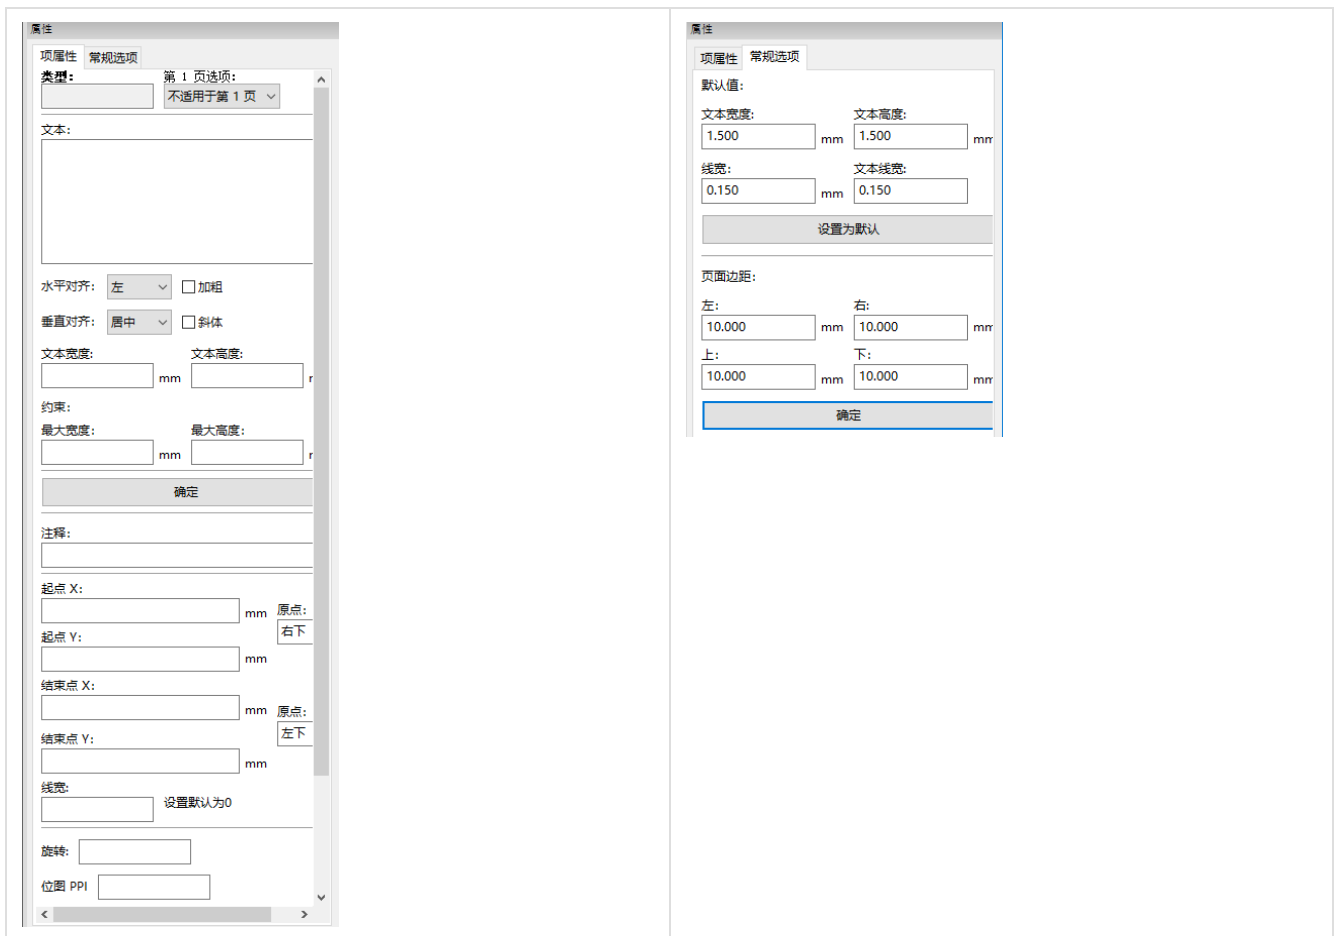 属性
项属性 常规选项
类型: 第 1 页选项:
不适用于第 1 页
文本:
水平对齐: 左 加粗
垂直对齐: 居中 斜体
文本宽度: 文本高度:
mm
约束:
最大宽度: 最大高度:
mm
确定
注释:
起点 X:
mm 原点:
起点 Y: 右下
mm
结束点 X:
mm 原点:
结束点 Y: 左下
mm
线宽:
设置默认为0
旋转:
位图 PPI
属性
项属性 常规选项
默认值:
文本宽度: 文本高度:
1.500 mm 1.500 mm
线宽: 文本线宽:
0.150 mm 0.150
设置为默认
页面边距:
左: 右:
10.000 mm 10.000 mm
上: 下:
10.000 mm 10.000 mm
确定